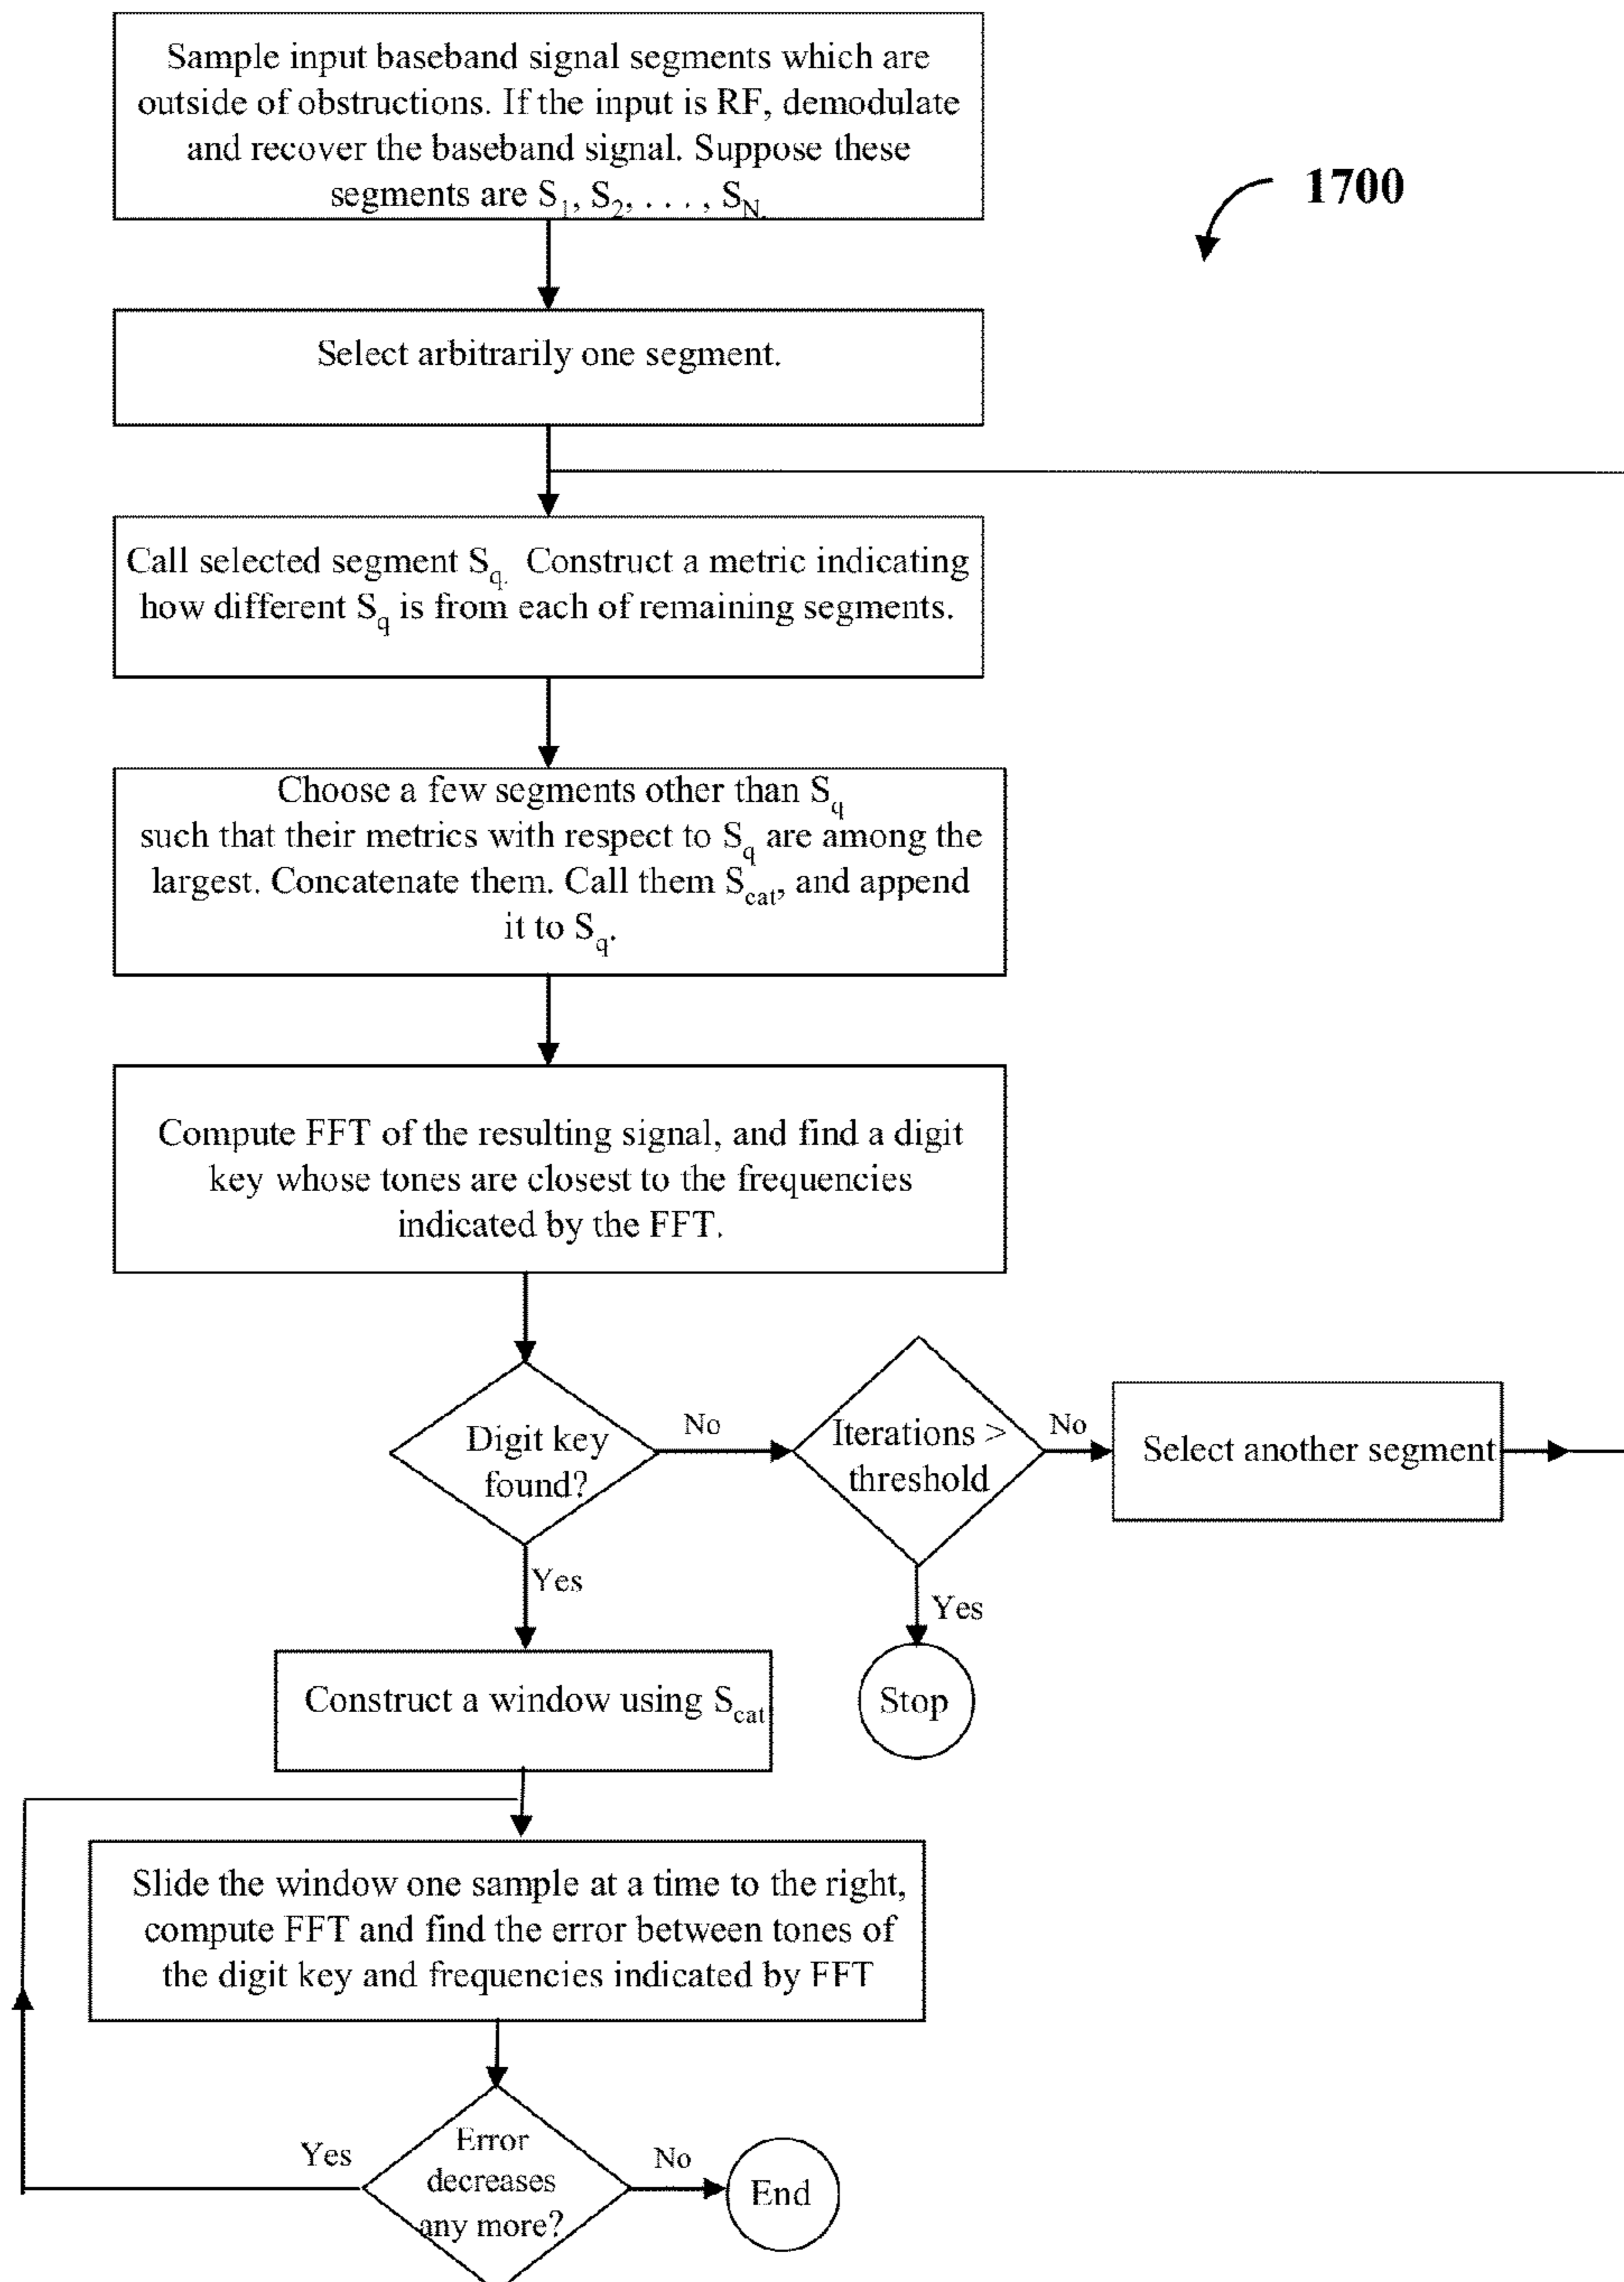 Sample input baseband signal segments which are
outside of obstructions. If the input is RF, demodulate
and recover the baseband signal. Suppose these
segments are S1, S2, . . . , SN.
1700
Select arbitrarily one segment.
Call selected segment Sq. Construct a metric indicating
how different Sq is from each of remaining segments.
Choose a few segments other than Sq
such that their metrics with respect to Sq are among the
largest. Concatenate them. Call them Scat, and append
it to Sq.
Compute FFT of the resulting signal, and find a digit
key whose tones are closest to the frequencies
indicated by the FFT.
Digit key
found?
No
Iterations >
threshold
No
Select another segment
Yes
Yes
Construct a window using Scat
Stop
Slide the window one sample at a time to the right,
compute FFT and find the error between tones of
the digit key and frequencies indicated by FFT
Error
decreases
any more?
Yes
No
End